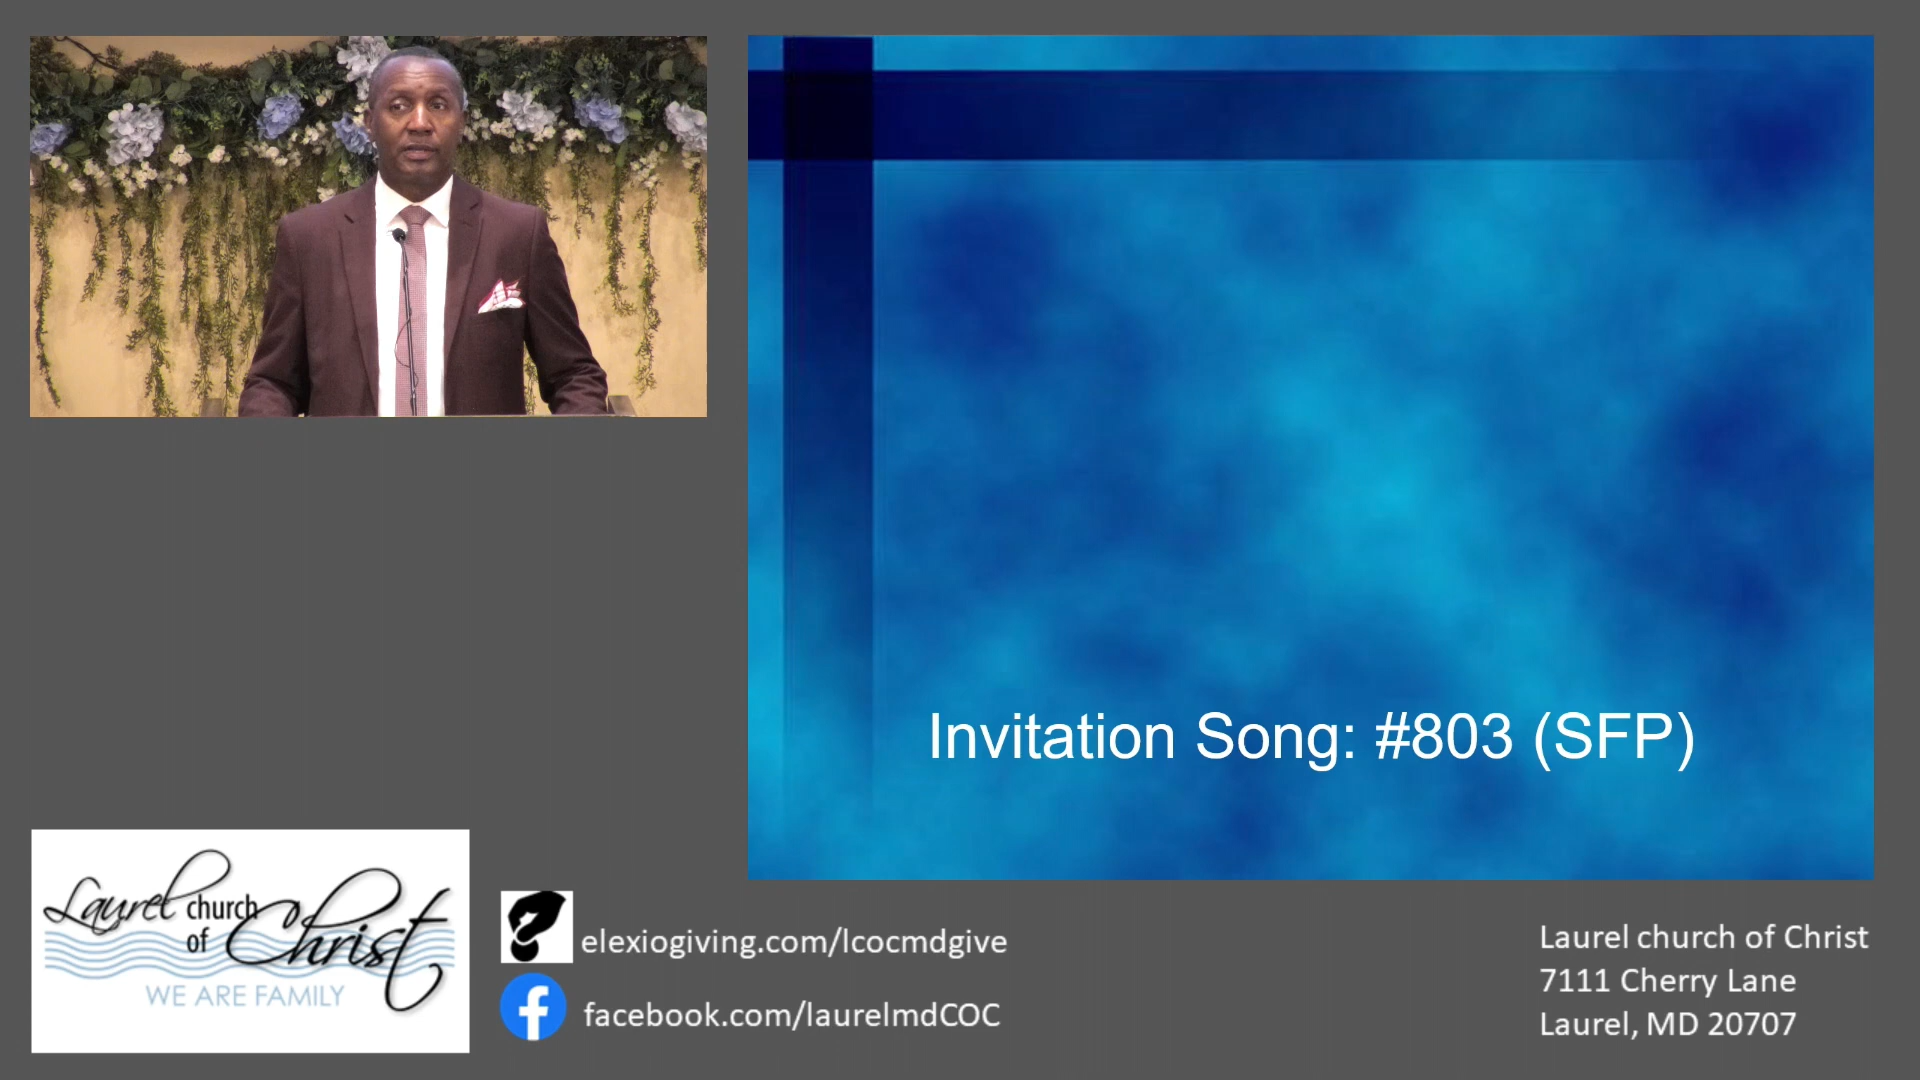 Invitation Song: #803 (SFP)
Laurel church of Christ
WE ARE FAMILY
elexiogiving.com/lcocmdgive
facebook.com/laurelmdCOC
Laurel church of Christ
7111 Cherry Lane
Laurel, MD 20707